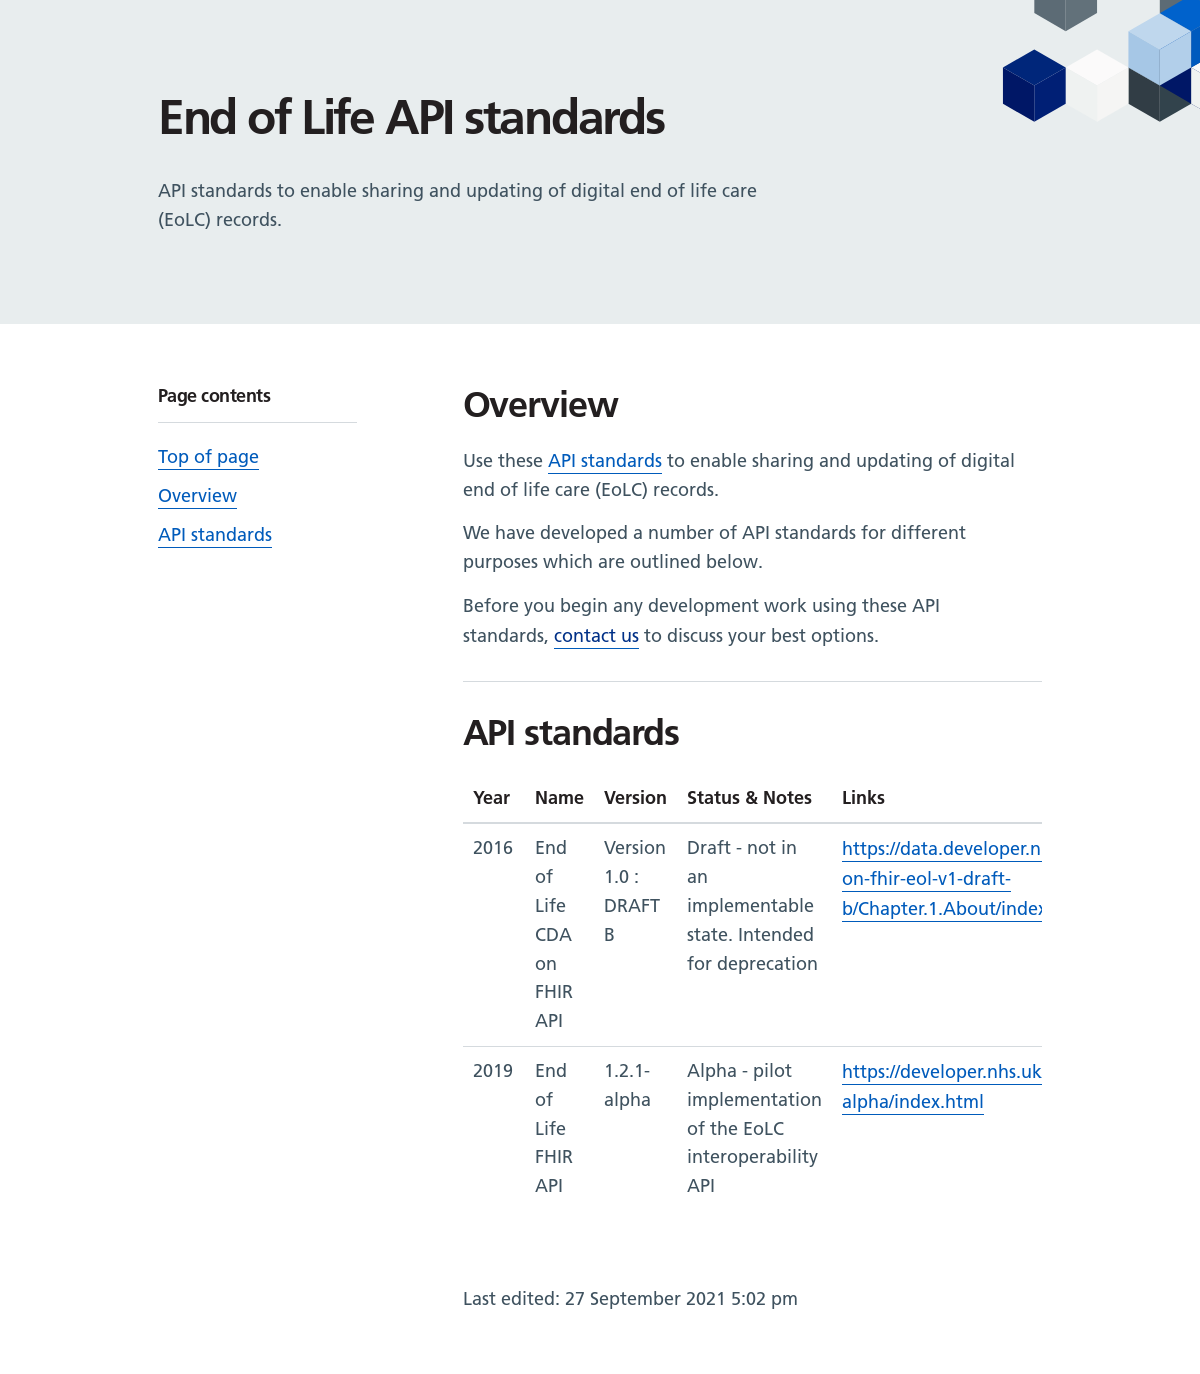 End of Life API standards
API standards to enable sharing and updating of digital end of life care
(EoLC) records.
Page contents
Top of page
Overview
API standards
Overview
Use these API standards to enable sharing and updating of digital
end of life care (EoLC) records.
We have developed a number of API standards for different
purposes which are outlined below.
Before you begin any development work using these API
standards, contact us to discuss your best options.
API standards
Year Name Version Status & Notes Links
2016 End Version Draft - not in https://data.developer.n
of 1.0 : an on-fhir-eol-v1-draft-
Life DRAFT implementable b/Chapter.1.About/index
CDA B state. Intended
on for deprecation
FHIR
API
2019 End 1.2.1- Alpha - pilot https://developer.nhs.uk
of alpha implementation alpha/index.html
Life of the EoLC
FHIR interoperability
API API
Last edited: 27 September 2021 5:02 pm